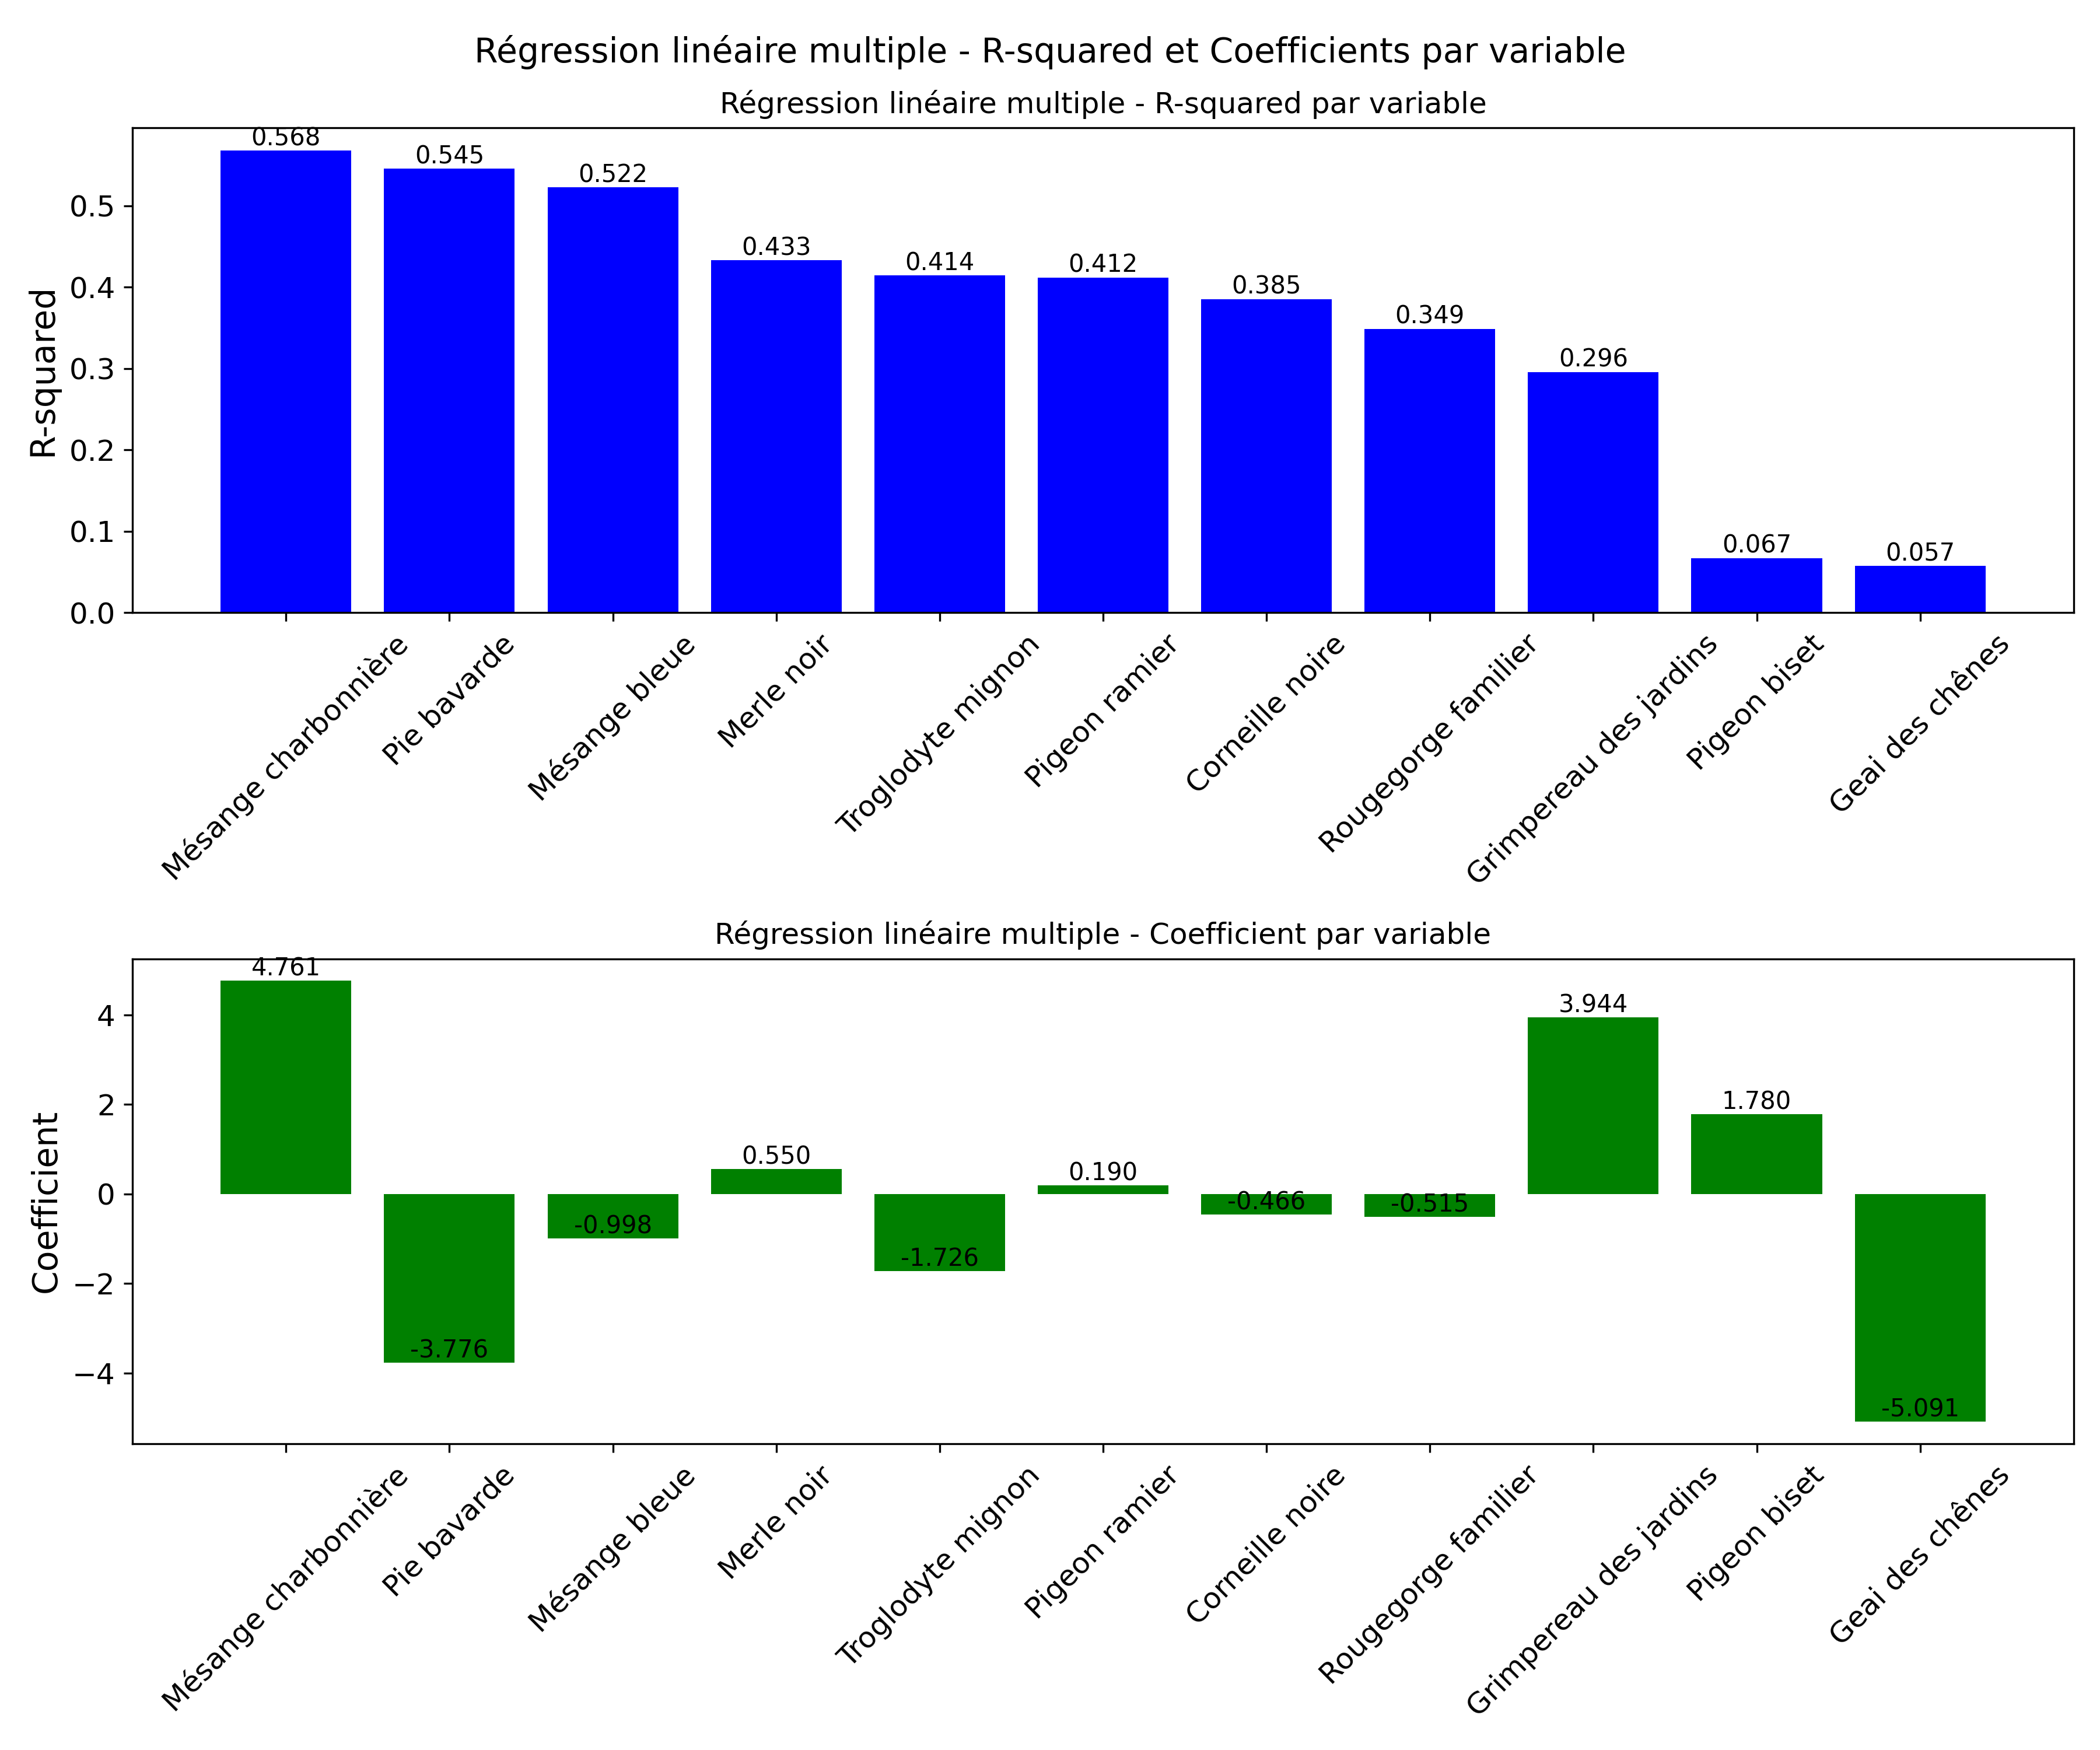 Régression linéaire multiple - R-squared et Coefficients par variable
Régression linéaire multiple - R-squared par variable
R-squared
0.5
0.4
0.3
0.2
0.1
0.0
0.568
0.545
0.522
0.433
0.414
0.412
0.385
0.349
0.296
0.067
0.057
Mésange charbonnière
Pie bavarde
Mésange bleue
Merle noir
Troglodyte mignon
Pigeon ramier
Corneille noire
Rougegorge familier
Grimpereau des jardins
Pigeon biset
Geai des chênes
Régression linéaire multiple - Coefficient par variable
Coefficient
4
2
0
−2
−4
4.761
-3.776
-0.998
0.550
-1.726
0.190
-0.466
-0.515
3.944
1.780
-5.091
Mésange charbonnière
Pie bavarde
Mésange bleue
Merle noir
Troglodyte mignon
Pigeon ramier
Corneille noire
Rougegorge familier
Grimpereau des jardins
Pigeon biset
Geai des chênes